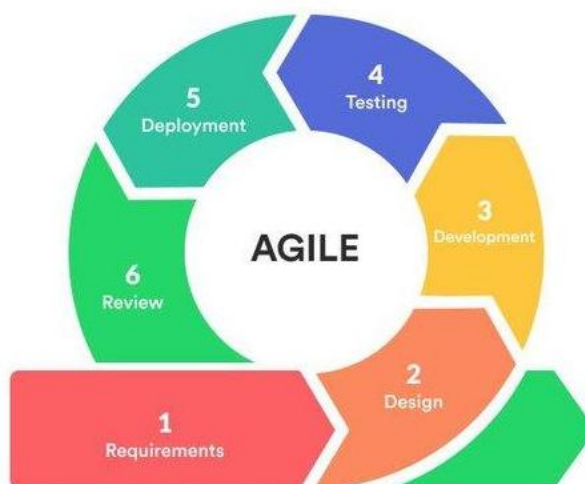 AGILE
1
Requirements
2
Design
3
Development
4
Testing
5
Deployment
6
Review